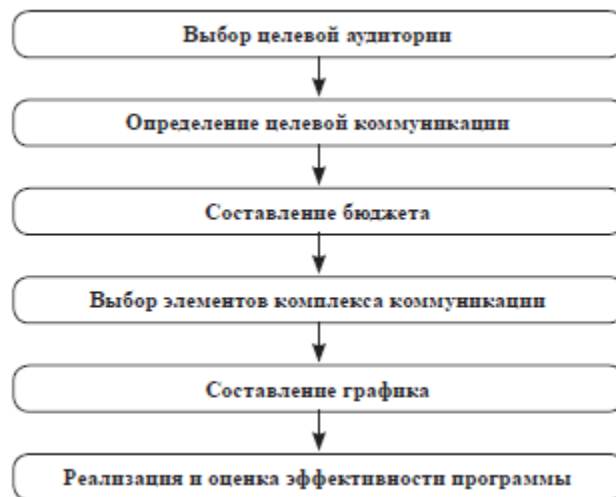 Выбор целевой аудитории
Определение целевой коммуникации
Составление бюджета
Выбор элементов комплекса коммуникации
Составление графика
Реализация и оценка эффективности программы